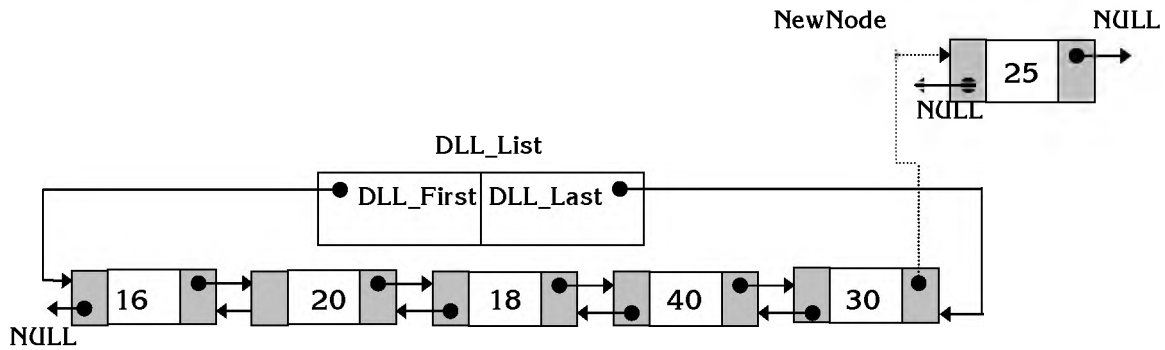 NewNode
NULL
25
NULL
DLL_List
DLL_First DLL_Last
16 20 18 40 30
NULL